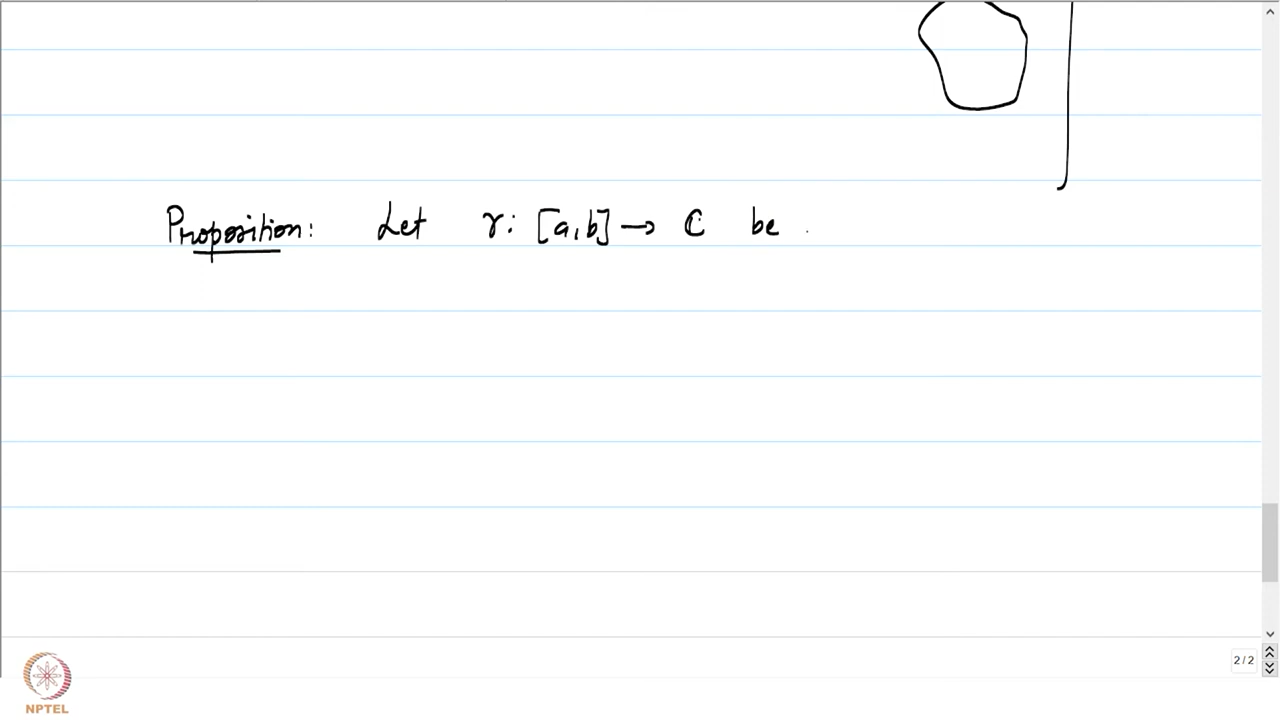 Proposition: Let γ: [a,b] → ℂ be
2 / 2
NPTEL